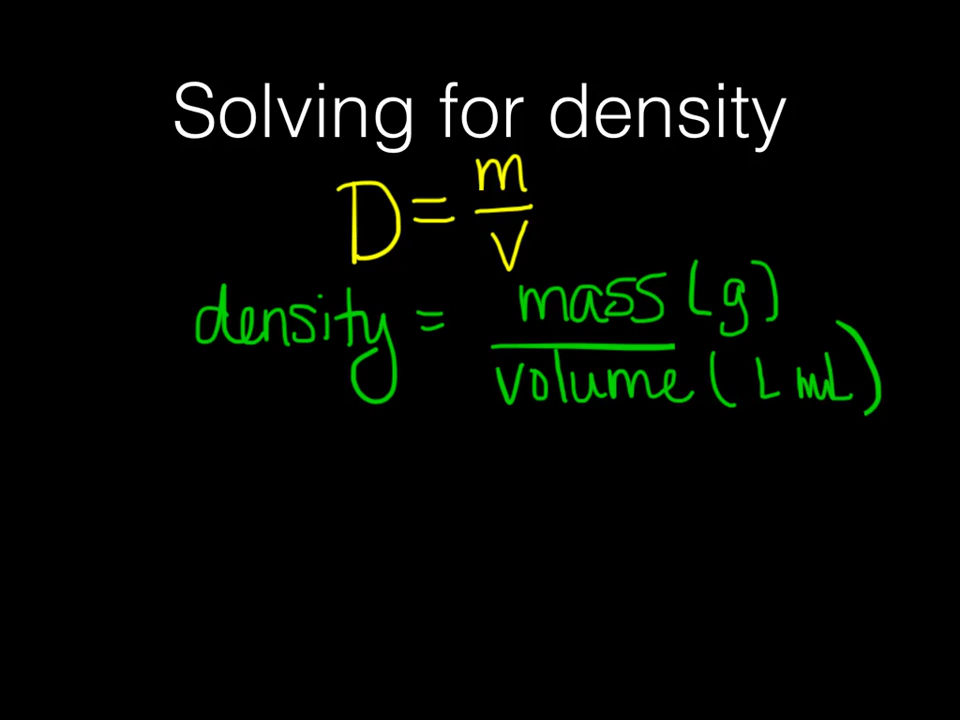 Solving for density
D = m/v
density = mass (g)
volume (L mL)